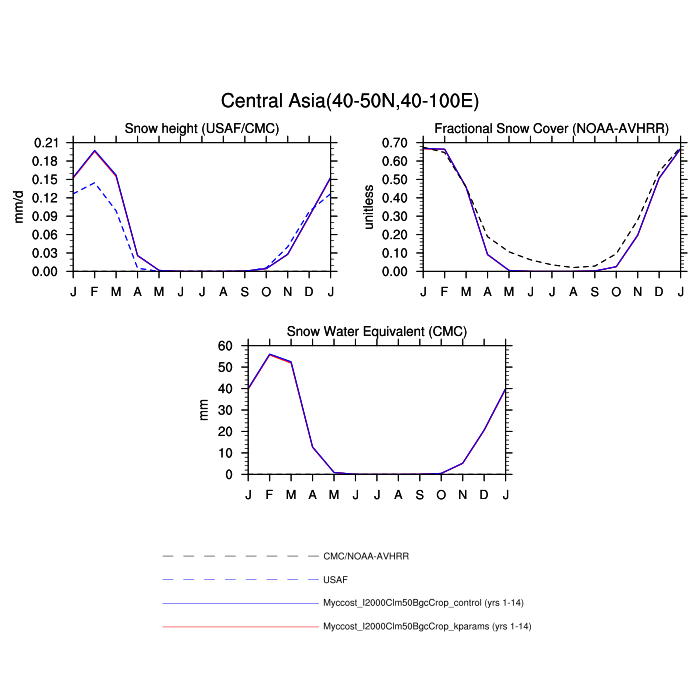 Central Asia(40-50N,40-100E)
Snow height (USAF/CMC)
0.21
0.18
0.15
0.12
0.09
0.06
0.03
0.00
mm/d
J F M A M J J A S O N D J
Fractional Snow Cover (NOAA-AVHRR)
0.70
0.60
0.50
0.40
0.30
0.20
0.10
0.00
unitless
J F M A M J J A S O N D J
Snow Water Equivalent (CMC)
60
50
40
30
20
10
0
mm
J F M A M J J A S O N D J
CMC/NOAA-AVHRR
USAF
Myccost_I2000Clm50BgcCrop_control (yrs 1-14)
Myccost_I2000Clm50BgcCrop_kparams (yrs 1-14)